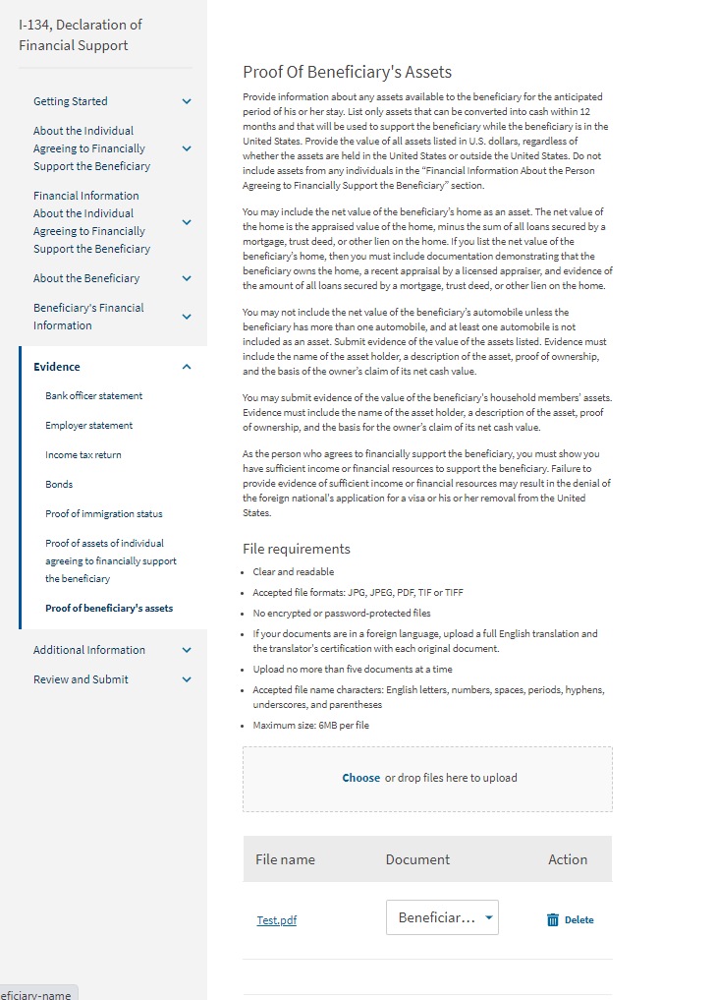 I-134, Declaration of
Financial Support
Getting Started
About the Individual
Agreeing to Financially
Support the Beneficiary
Financial Information
About the Individual
Agreeing to Financially
Support the Beneficiary
About the Beneficiary
Beneficiary's Financial
Information
Evidence
Bank officer statement
Employer statement
Income tax return
Bonds
Proof of immigration status
Proof of assets of individual
agreeing to financially support
the beneficiary
Proof of beneficiary's assets
Additional Information
Review and Submit
Proof Of Beneficiary's Assets
Provide information about any assets available to the beneficiary for the anticipated
period of his or her stay. List only assets that can be converted into cash within 12
months and that will be used to support the beneficiary while the beneficiary is in the
United States. Provide the value of all assets listed in U.S. dollars, regardless of
whether the assets are held in the United States or outside the United States. Do not
include assets from any individuals in the “Financial Information About the Person
Agreeing to Financially Support the Beneficiary” section.
You may include the net value of the beneficiary’s home as an asset. The net value of
the home is the appraised value of the home, minus the sum of all loans secured by a
mortgage, trust deed, or other lien on the home. If you list the net value of the
beneficiary’s home, then you must include documentation demonstrating that the
beneficiary owns the home, a recent appraisal by a licensed appraiser, and evidence of
the amount of all loans secured by a mortgage, trust deed, or other lien on the home.
You may not include the net value of the beneficiary’s automobile unless the
beneficiary has more than one automobile, and at least one automobile is not
included as an asset. Submit evidence of the value of the assets listed. Evidence must
include the name of the asset holder, a description of the asset, proof of ownership,
and the basis of the owner’s claim of its net cash value.
You may submit evidence of the value of the beneficiary's household members’ assets.
Evidence must include the name of the asset holder, a description of the asset, proof
of ownership, and the basis for the owner’s claim of its net cash value.
As the person who agrees to financially support the beneficiary, you must show you
have sufficient income or financial resources to support the beneficiary. Failure to
provide evidence of sufficient income or financial resources may result in the denial of
the foreign national’s application for a visa or his or her removal from the United
States.
File requirements
• Clear and readable
• Accepted file formats: JPG, JPEG, PDF, TIF or TIFF
• No encrypted or password-protected files
• If your documents are in a foreign language, upload a full English translation and
the translator's certification with each original document.
• Upload no more than five documents at a time
• Accepted file name characters: English letters, numbers, spaces, periods, hyphens,
underscores, and parentheses
• Maximum size: 6MB per file
Choose or drop files here to upload
File name Document Action
Test.pdf Beneficiar... Delete
eficiary-name